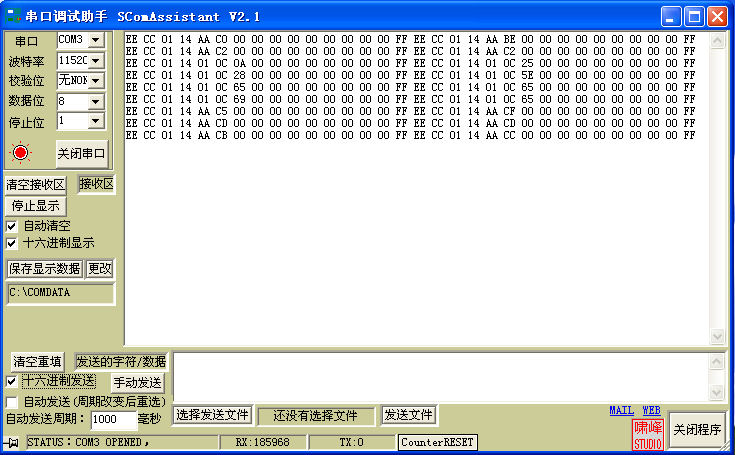 串口调试助手 SComAssistant V2.1
串口 COM3
波特率 11520
校验位 无NON
数据位 8
停止位 1
关闭串口
清空接收区 接收区
停止显示
自动清空
十六进制显示
保存显示数据 更改
C:\COMDATA
EE CC 01 14 AA C0 00 00 00 00 00 00 00 00 00 FF EE CC 01 14 AA BE 00 00 00 00 00 00 00 00 00 FF
EE CC 01 14 AA C2 00 00 00 00 00 00 00 00 00 FF EE CC 01 14 AA C2 00 00 00 00 00 00 00 00 00 FF
EE CC 01 14 01 0C 0A 00 00 00 00 00 00 00 00 FF EE CC 01 14 01 0C 25 00 00 00 00 00 00 00 00 FF
EE CC 01 14 01 0C 28 00 00 00 00 00 00 00 00 FF EE CC 01 14 01 0C 5E 00 00 00 00 00 00 00 00 FF
EE CC 01 14 01 0C 65 00 00 00 00 00 00 00 00 FF EE CC 01 14 01 0C 65 00 00 00 00 00 00 00 00 FF
EE CC 01 14 01 0C 69 00 00 00 00 00 00 00 00 FF EE CC 01 14 01 0C 65 00 00 00 00 00 00 00 00 FF
EE CC 01 14 AA C5 00 00 00 00 00 00 00 00 00 FF EE CC 01 14 AA CF 00 00 00 00 00 00 00 00 00 FF
EE CC 01 14 AA CD 00 00 00 00 00 00 00 00 00 FF EE CC 01 14 AA CD 00 00 00 00 00 00 00 00 00 FF
EE CC 01 14 AA CB 00 00 00 00 00 00 00 00 00 FF EE CC 01 14 AA CC 00 00 00 00 00 00 00 00 00 FF
清空重填 发送的字符/数据
十六进制发送 手动发送
自动发送(周期改变后重选)
自动发送周期： 1000 毫秒
选择发送文件 还没有选择文件 发送文件
MAIL WEB
啸峰
STUDIO
关闭程序
STATUS：COM3 OPENED， RX:185968 TX:0 CounterRESET